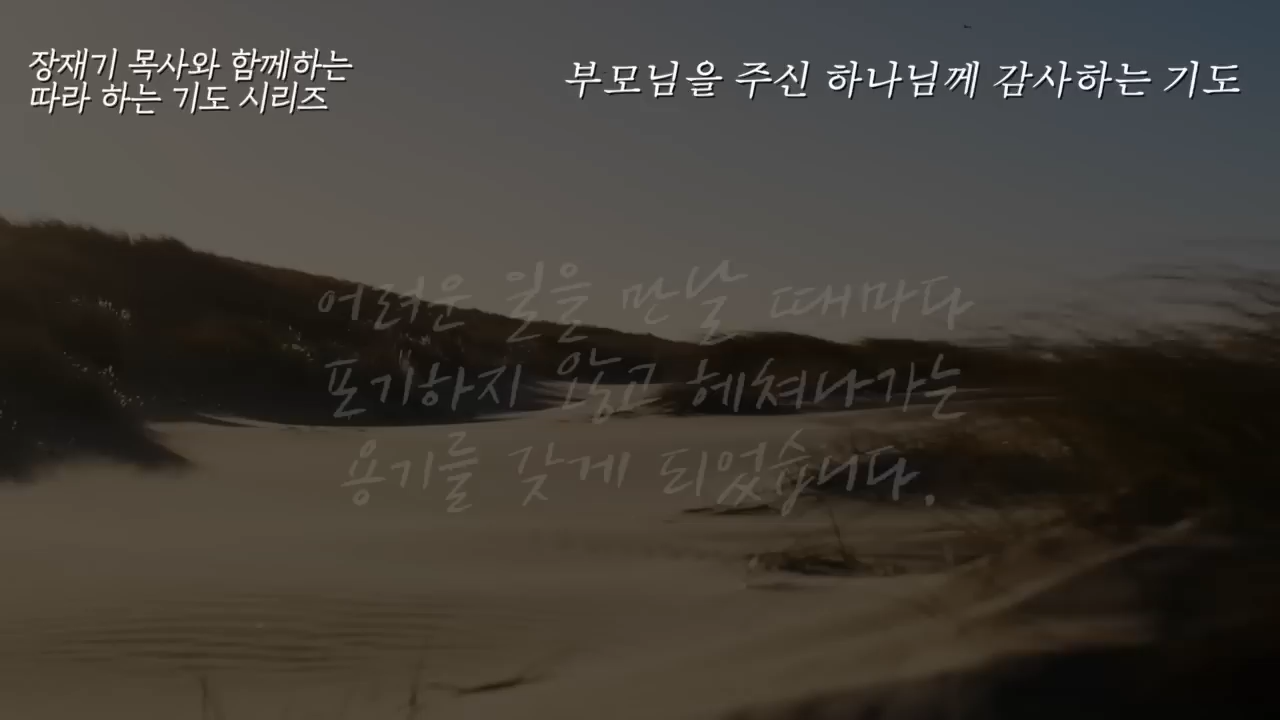 장재기 목사와 함께하는
따라 하는 기도 시리즈
부모님을 주신 하나님께 감사하는 기도
어려운 일을 만날 때마다
포기하지 않고 헤쳐나가는
용기를 갖게 되었습니다.